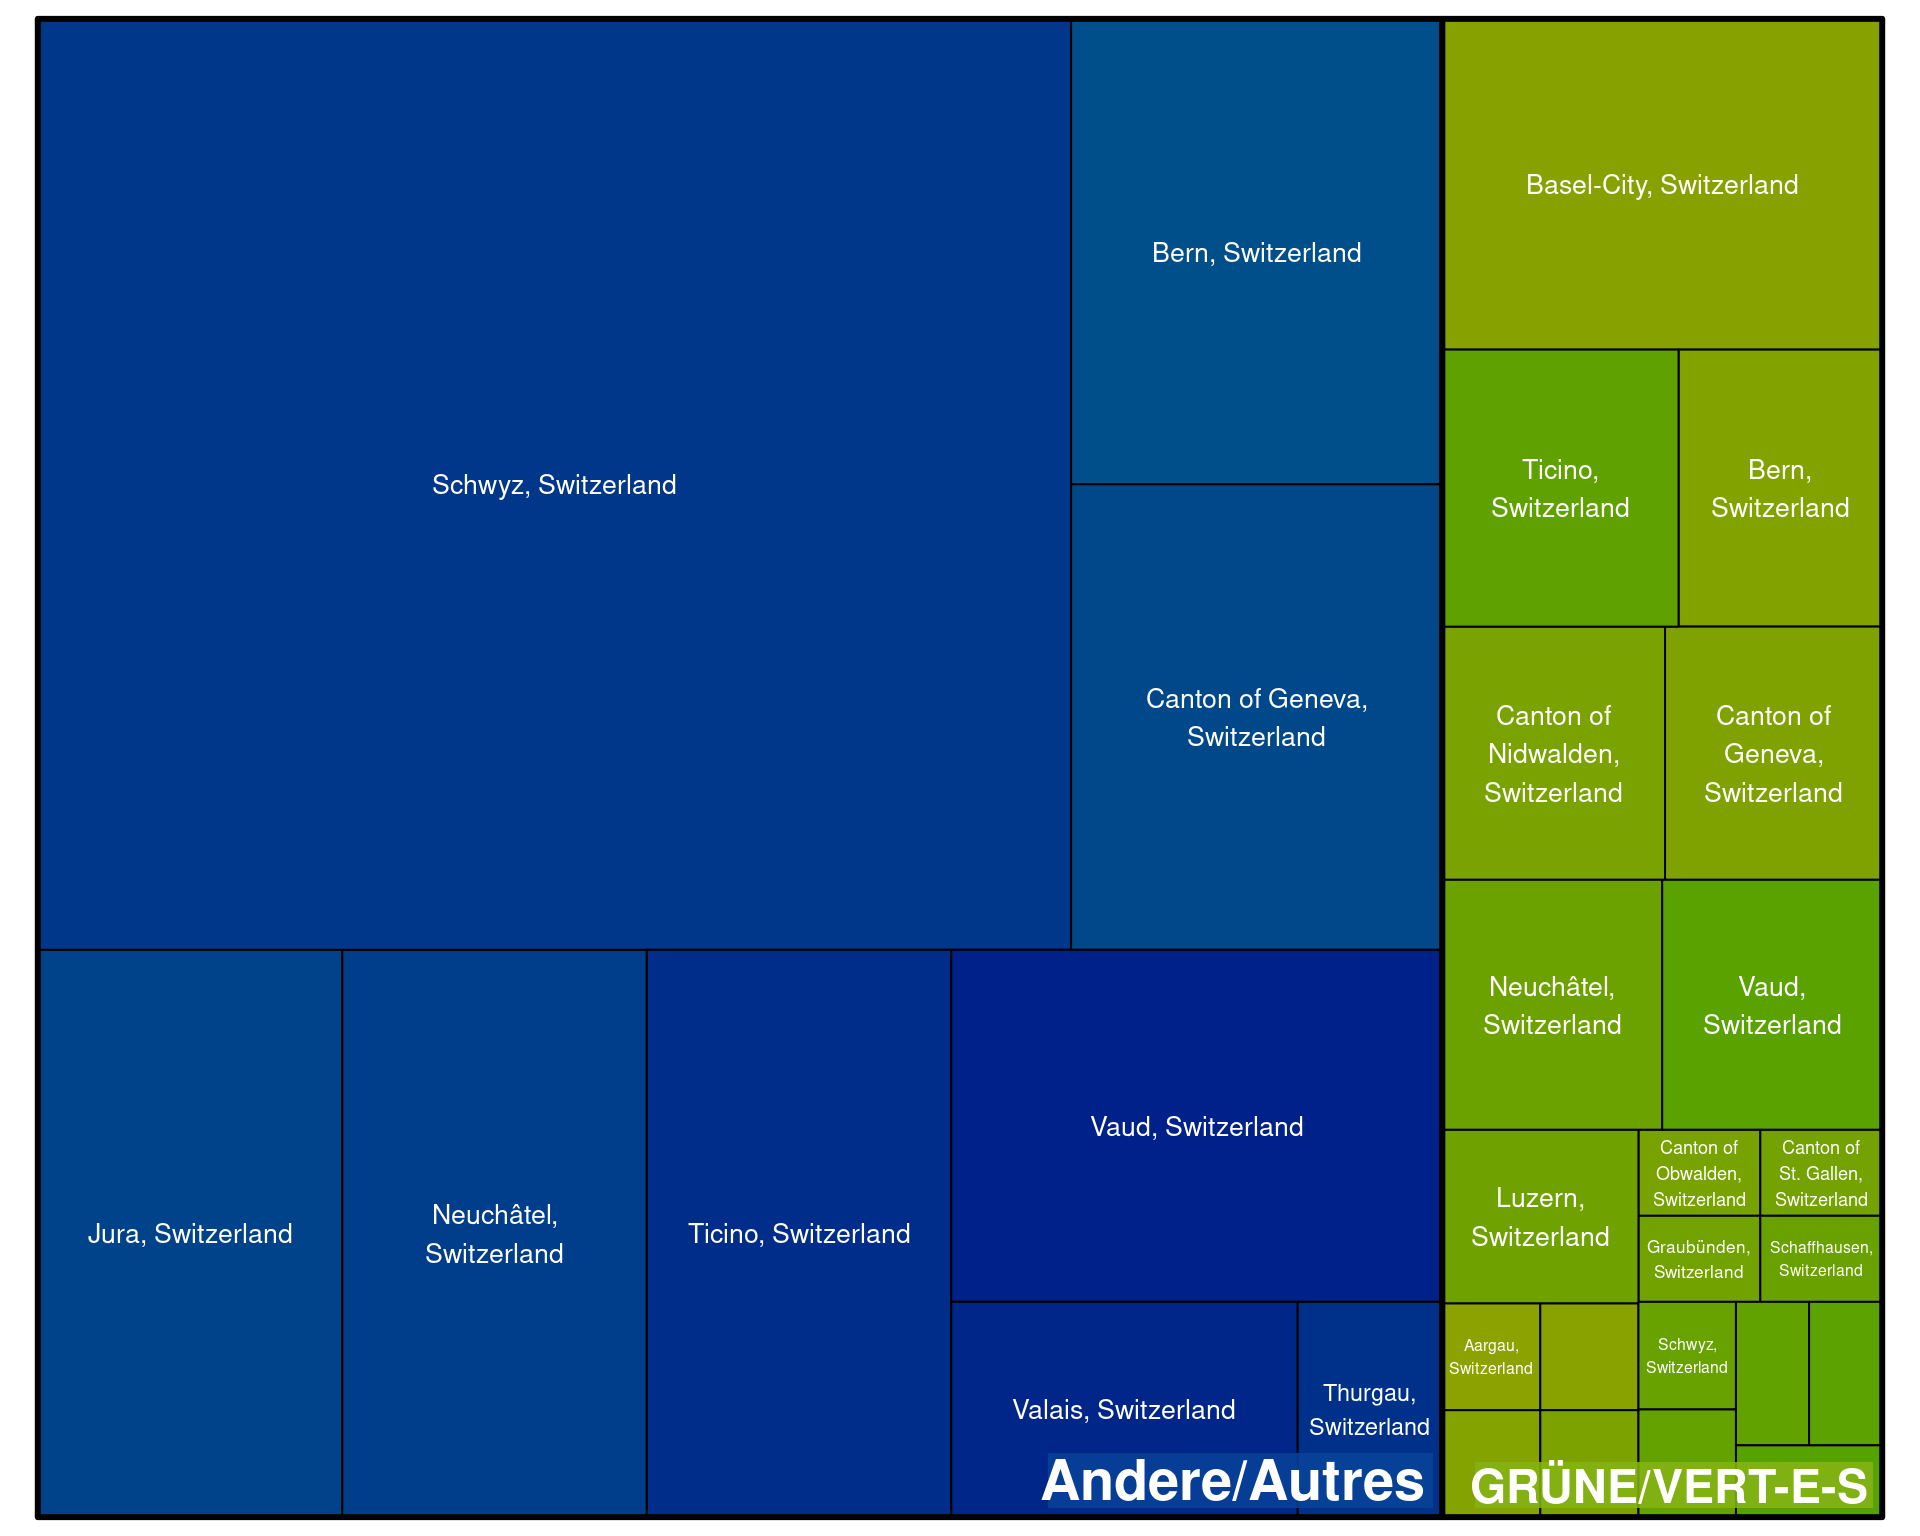 Schwyz, Switzerland
Bern, Switzerland
Canton of Geneva,
Switzerland
Jura, Switzerland
Neuchâtel,
Switzerland
Ticino, Switzerland
Vaud, Switzerland
Valais, Switzerland
Thurgau,
Switzerland
Andere/Autres
Basel-City, Switzerland
Ticino,
Switzerland
Bern,
Switzerland
Canton of
Nidwalden,
Switzerland
Canton of
Geneva,
Switzerland
Neuchâtel,
Switzerland
Vaud,
Switzerland
Luzern,
Switzerland
Canton of
Obwalden,
Switzerland
Canton of
St. Gallen,
Switzerland
Graubünden,
Switzerland
Schaffhausen,
Switzerland
Aargau,
Switzerland
Schwyz,
Switzerland
GRÜNE/VERT-E-S